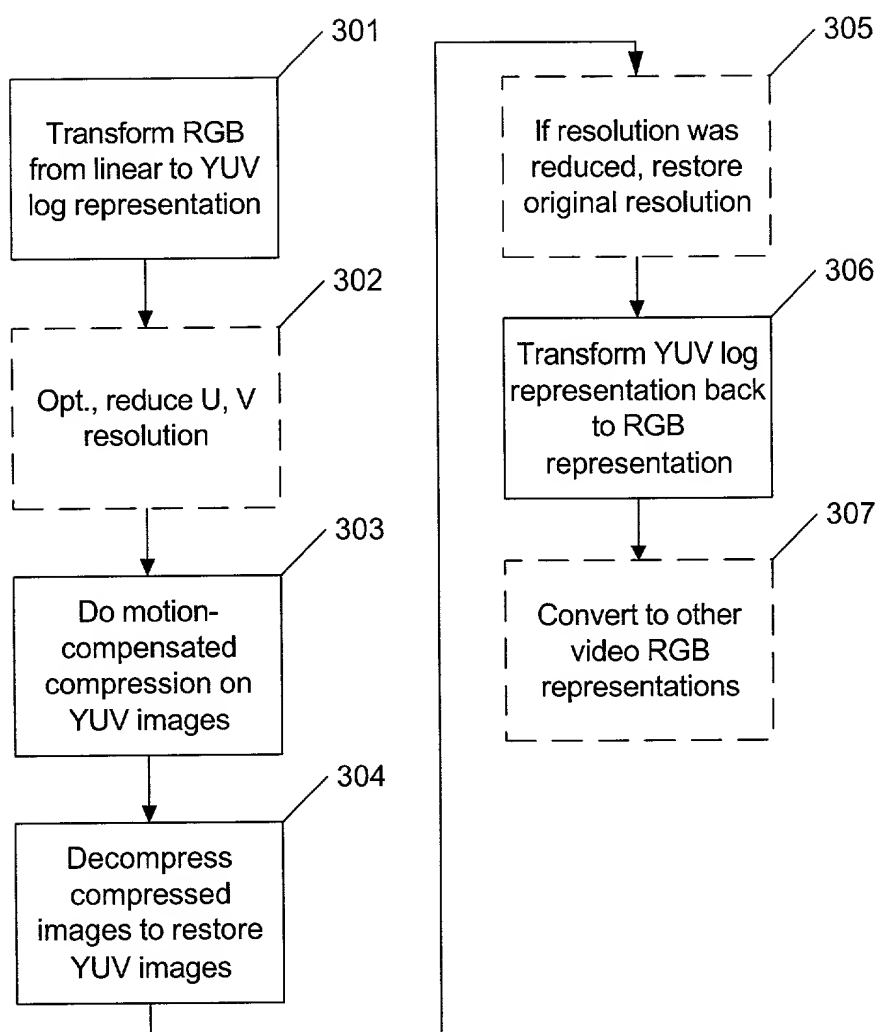 301
Transform RGB
from linear to YUV
log representation
302
Opt., reduce U, V
resolution
303
Do motion-
compensated
compression on
YUV images
304
Decompress
compressed
images to restore
YUV images
305
If resolution was
reduced, restore
original resolution
306
Transform YUV log
representation back
to RGB
representation
307
Convert to other
video RGB
representations